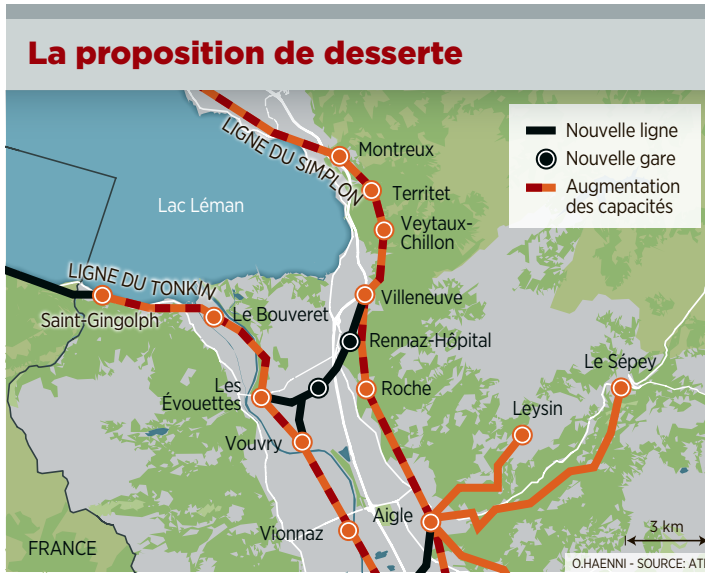 La proposition de desserte
Nouvelle ligne
Nouvelle gare
Augmentation
des capacités
LIGNE DU SIMPLON
Montreux
Territet
Lac Léman
Veytaux-
Chillon
LIGNE DU TONKIN
Villeneuve
Saint-Gingolph
Le Bouveret
Rennaz-Hôpital
Le Sépey
Les
Évouettes
Roche
Leysin
Vouvry
Aigle
Vionnaz
3 km
FRANCE
O.HAENNI - SOURCE: